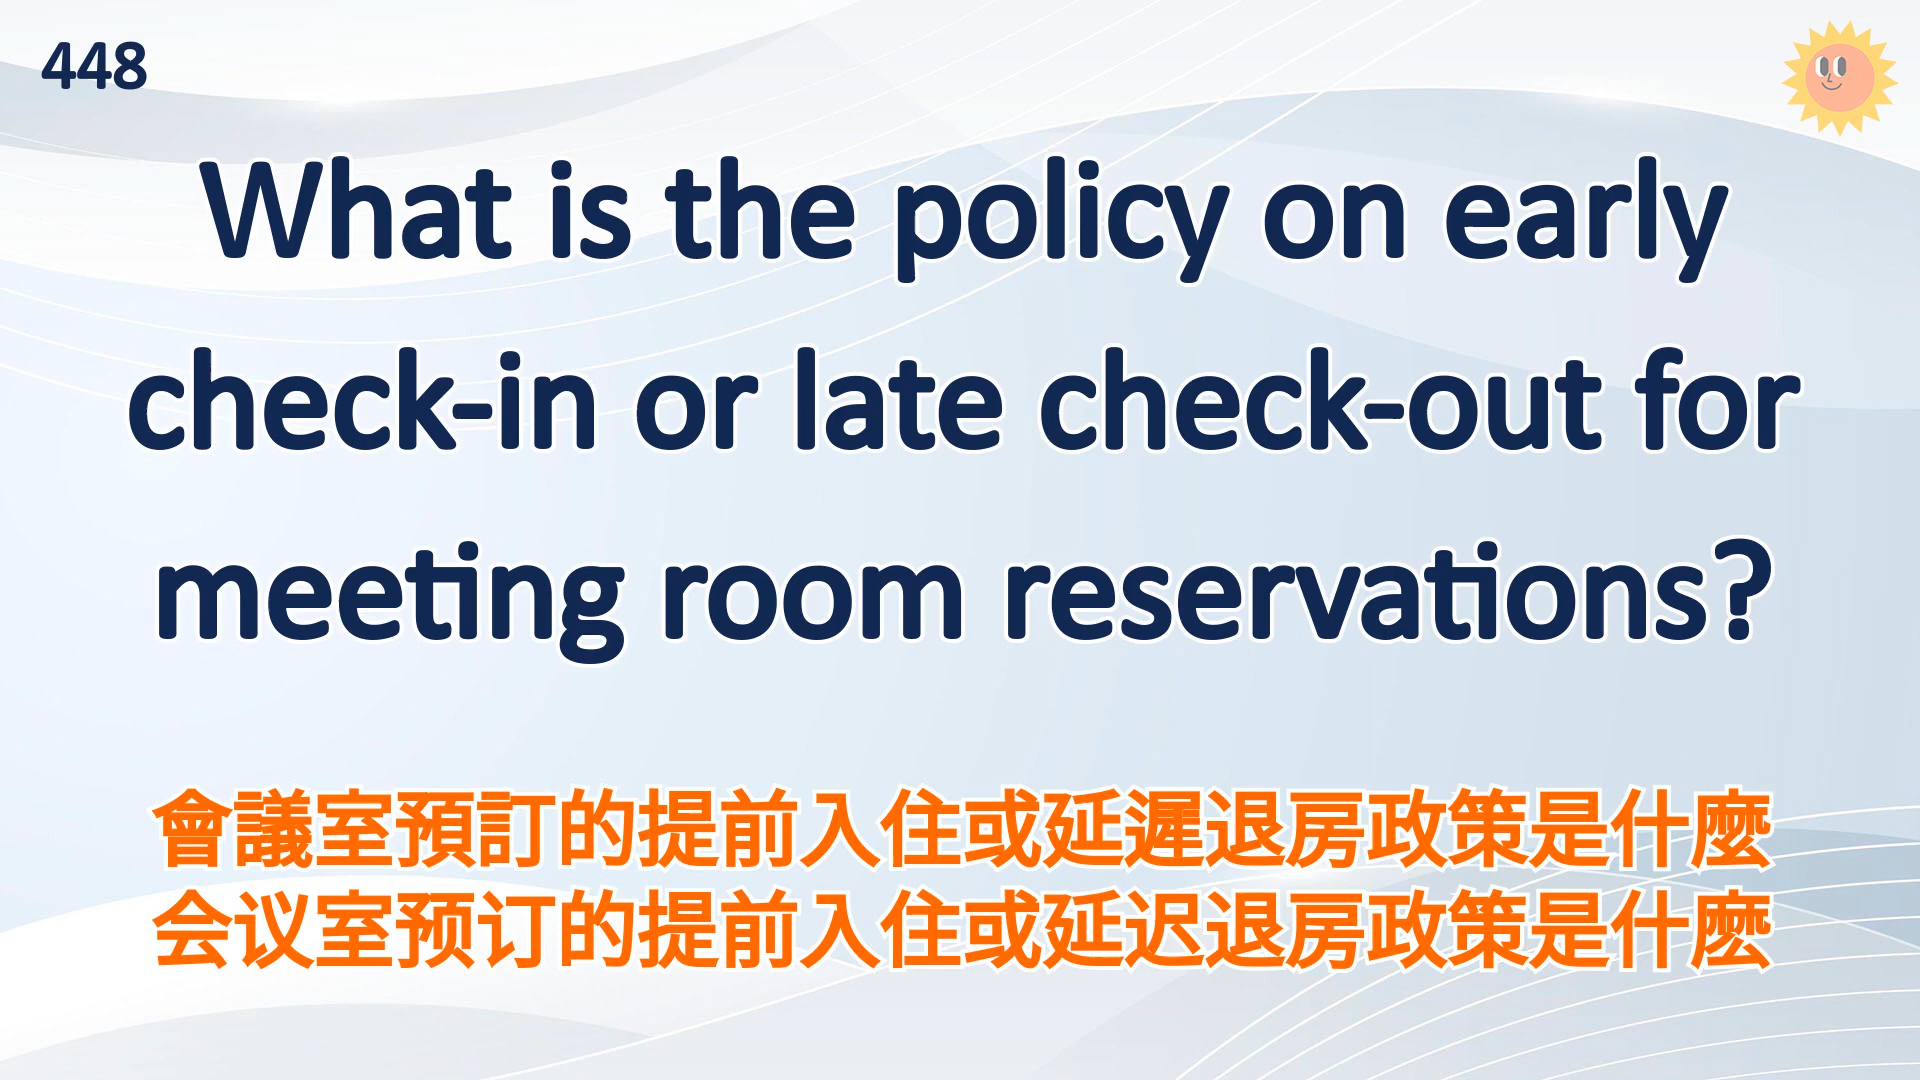 448
What is the policy on early
check-in or late check-out for
meeting room reservations?
會議室預訂的提前入住或延遲退房政策是什麼
会议室预订的提前入住或延迟退房政策是什麽